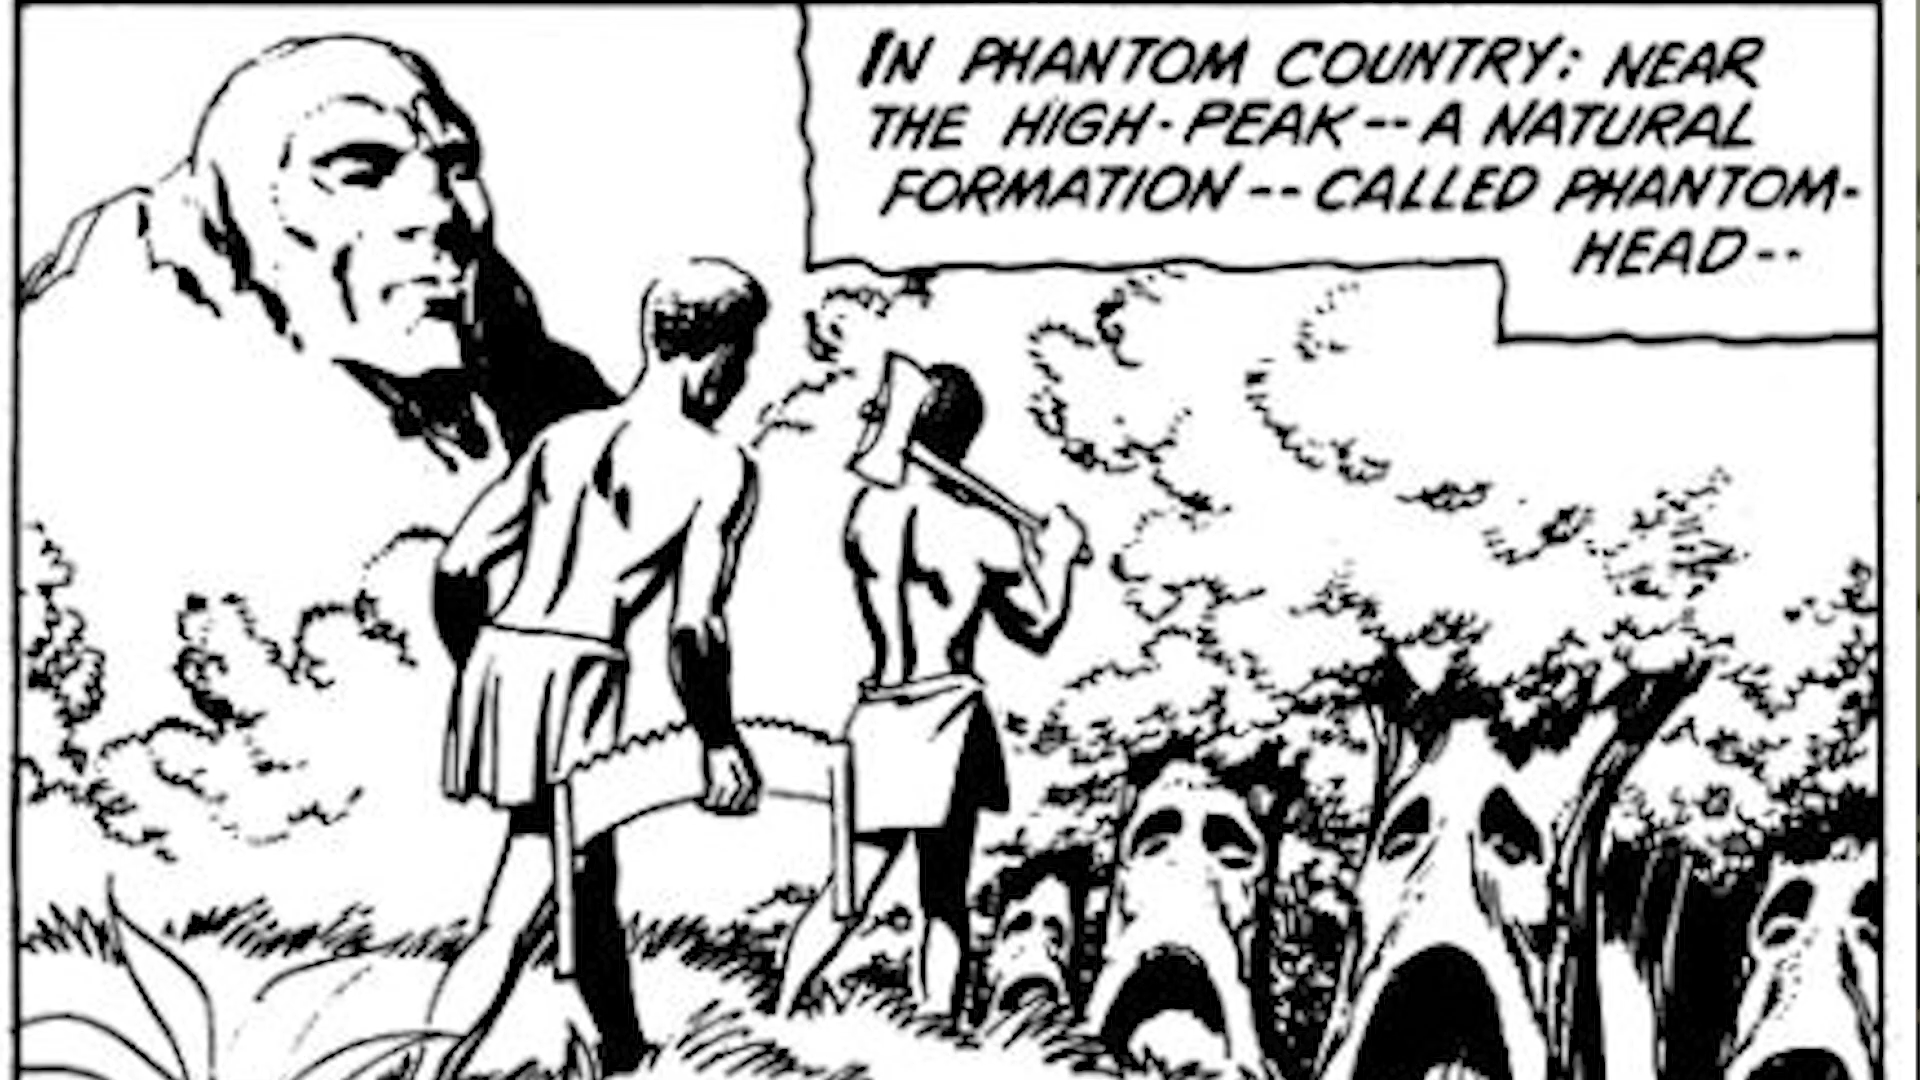 IN PHANTOM COUNTRY: NEAR
THE HIGH-PEAK -- A NATURAL
FORMATION -- CALLED PHANTOM-
HEAD --